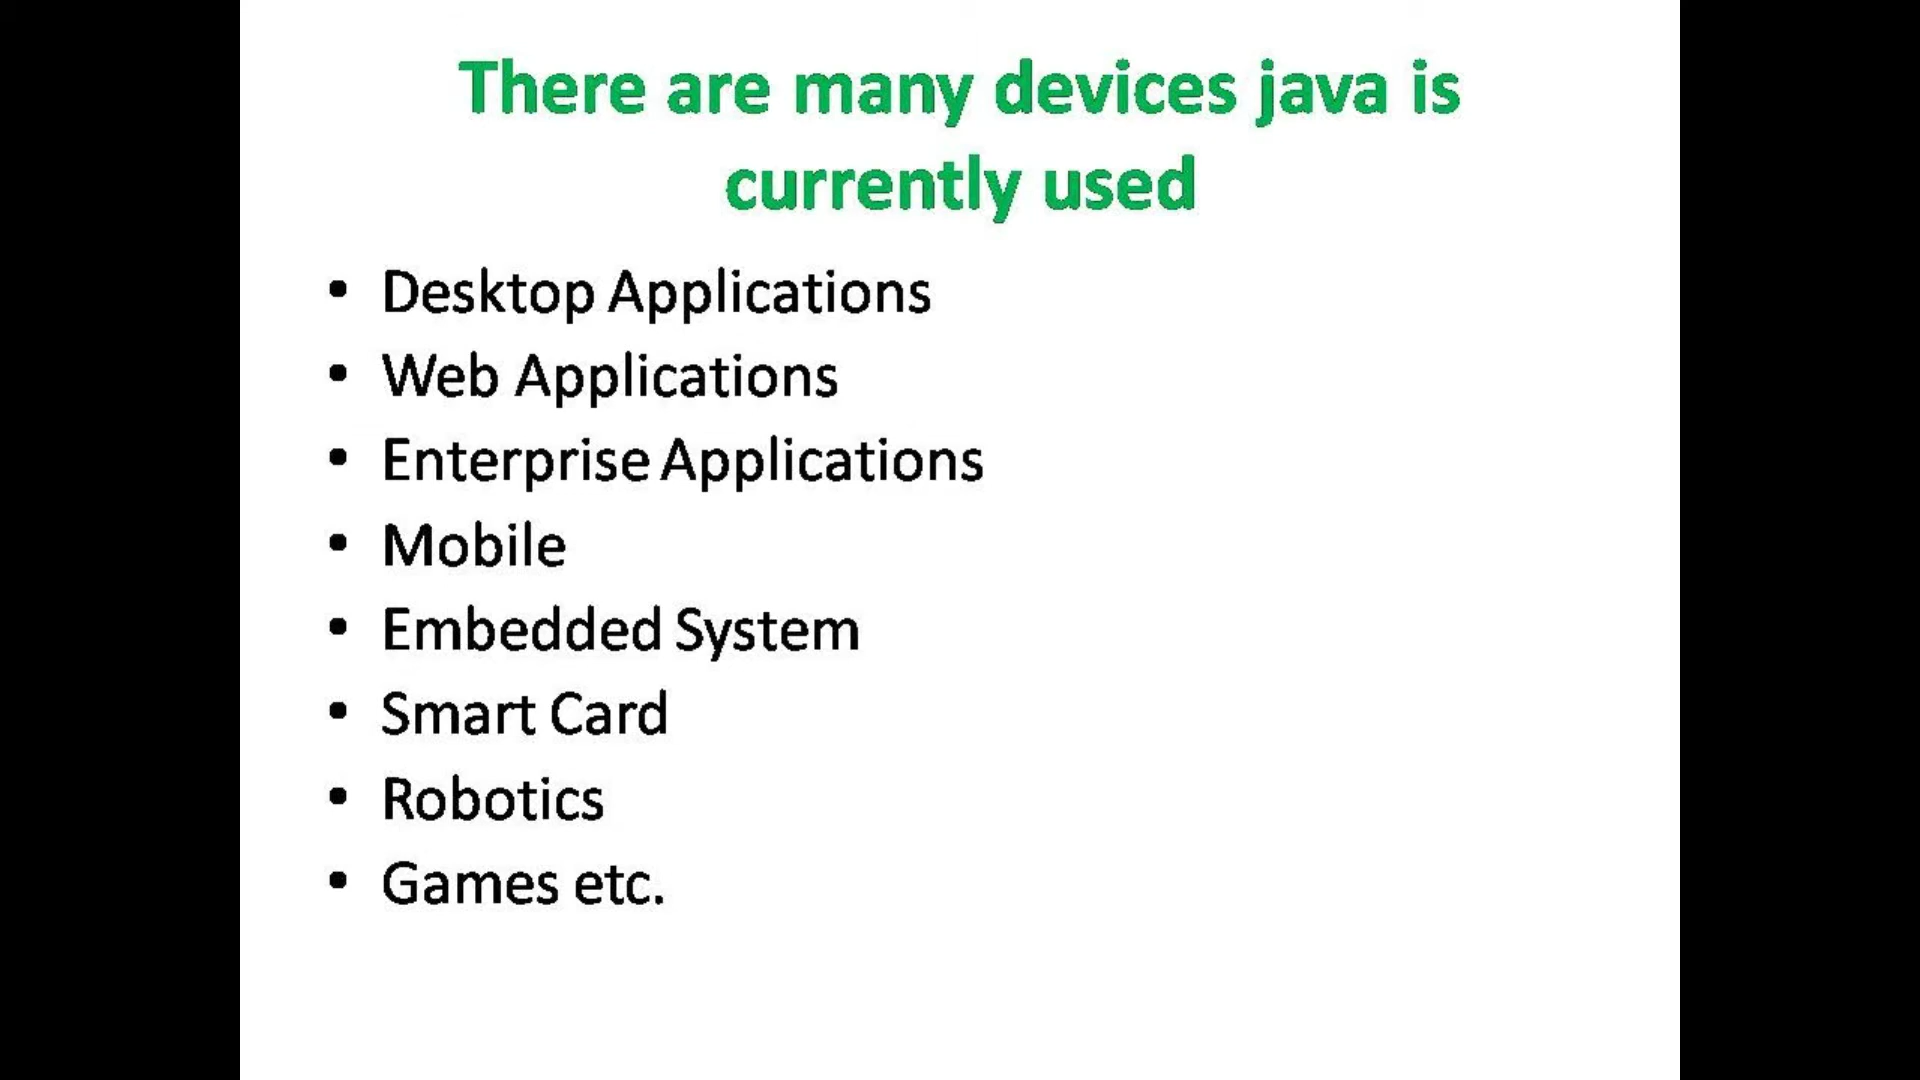 There are many devices java is
currently used
• Desktop Applications
• Web Applications
• Enterprise Applications
• Mobile
• Embedded System
• Smart Card
• Robotics
• Games etc.